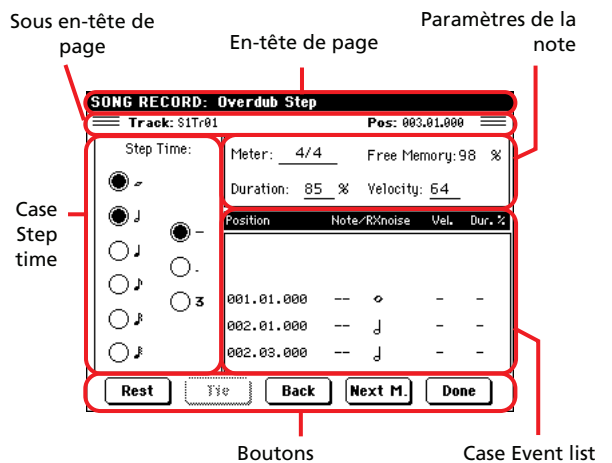 Sous en-tête de
page
En-tête de page
Paramètres de la
note
SONG RECORD: Overdub Step
Track: S1Tr01 Pos: 003.01.000
Step Time:
Meter: 4/4 Free Memory:98 %
Duration: 85 % Velocity: 64
Case
Step
time
Position Note/RXnoise Vel. Dur.%
001.01.000 -- - -
002.01.000 -- - -
002.03.000 -- - -
3
Rest Tie Back Next M. Done
Boutons
Case Event list